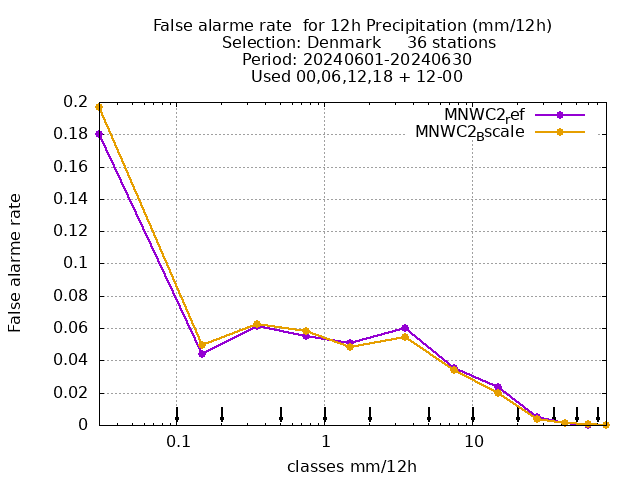 False alarme rate  for 12h Precipitation (mm/12h)
Selection: Denmark     36 stations
Period: 20240601-20240630
Used 00,06,12,18 + 12-00
MNWC2_ref
MNWC2_Bscale
0.2
0.18
0.16
0.14
0.12
0.1
0.08
0.06
0.04
0.02
0
False alarme rate
0.1 1 10
classes mm/12h